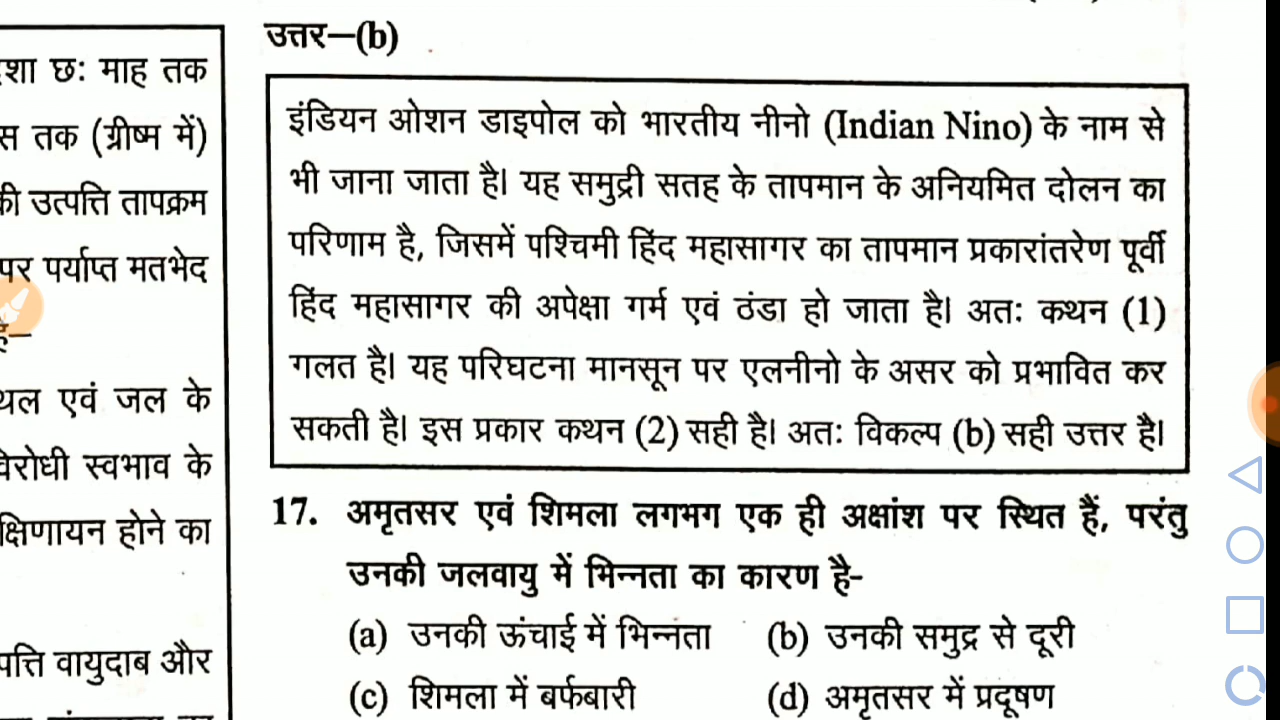 शा छः माह तक
स तक (ग्रीष्म में)
की उत्पत्ति तापक्रम
पर पर्याप्त मतभेद
है–
थल एवं जल के
विरोधी स्वभाव के
क्षिणायन होने का
पत्ति वायुदाब और
उत्तर—(b)
इंडियन ओशन डाइपोल को भारतीय नीनो (Indian Nino) के नाम से
भी जाना जाता है। यह समुद्री सतह के तापमान के अनियमित दोलन का
परिणाम है, जिसमें पश्चिमी हिंद महासागर का तापमान प्रकारांतरेण पूर्वी
हिंद महासागर की अपेक्षा गर्म एवं ठंडा हो जाता है। अतः कथन (1)
गलत है। यह परिघटना मानसून पर एलनीनो के असर को प्रभावित कर
सकती है। इस प्रकार कथन (2) सही है। अतः विकल्प (b) सही उत्तर है।
17. अमृतसर एवं शिमला लगभग एक ही अक्षांश पर स्थित हैं, परंतु
उनकी जलवायु में भिन्नता का कारण है-
(a) उनकी ऊंचाई में भिन्नता (b) उनकी समुद्र से दूरी
(c) शिमला में बर्फबारी (d) अमृतसर में प्रदूषण